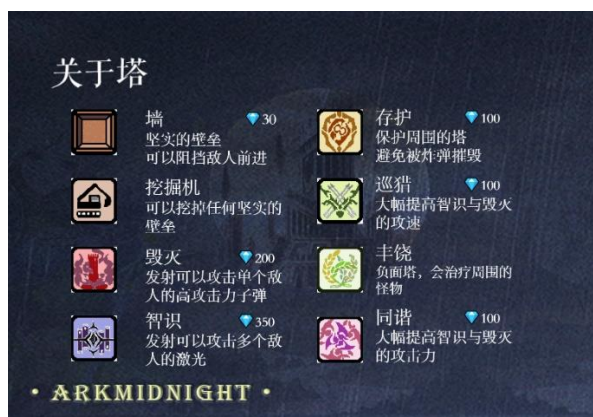 关于塔
墙 30
坚实的壁垒
可以阻挡敌人前进
挖掘机
可以挖掉任何坚实的
壁垒
毁灭 200
发射可以攻击单个敌
人的高攻击力子弹
智识 350
发射可以攻击多个敌
人的激光
存护 100
保护周围的塔
避免被炸弹摧毁
巡猎 100
大幅提高智识与毁灭
的攻速
丰饶
负面塔，会治疗周围的
怪物
同谐 100
大幅提高智识与毁灭
的攻击力
• ARKMIDNIGHT •